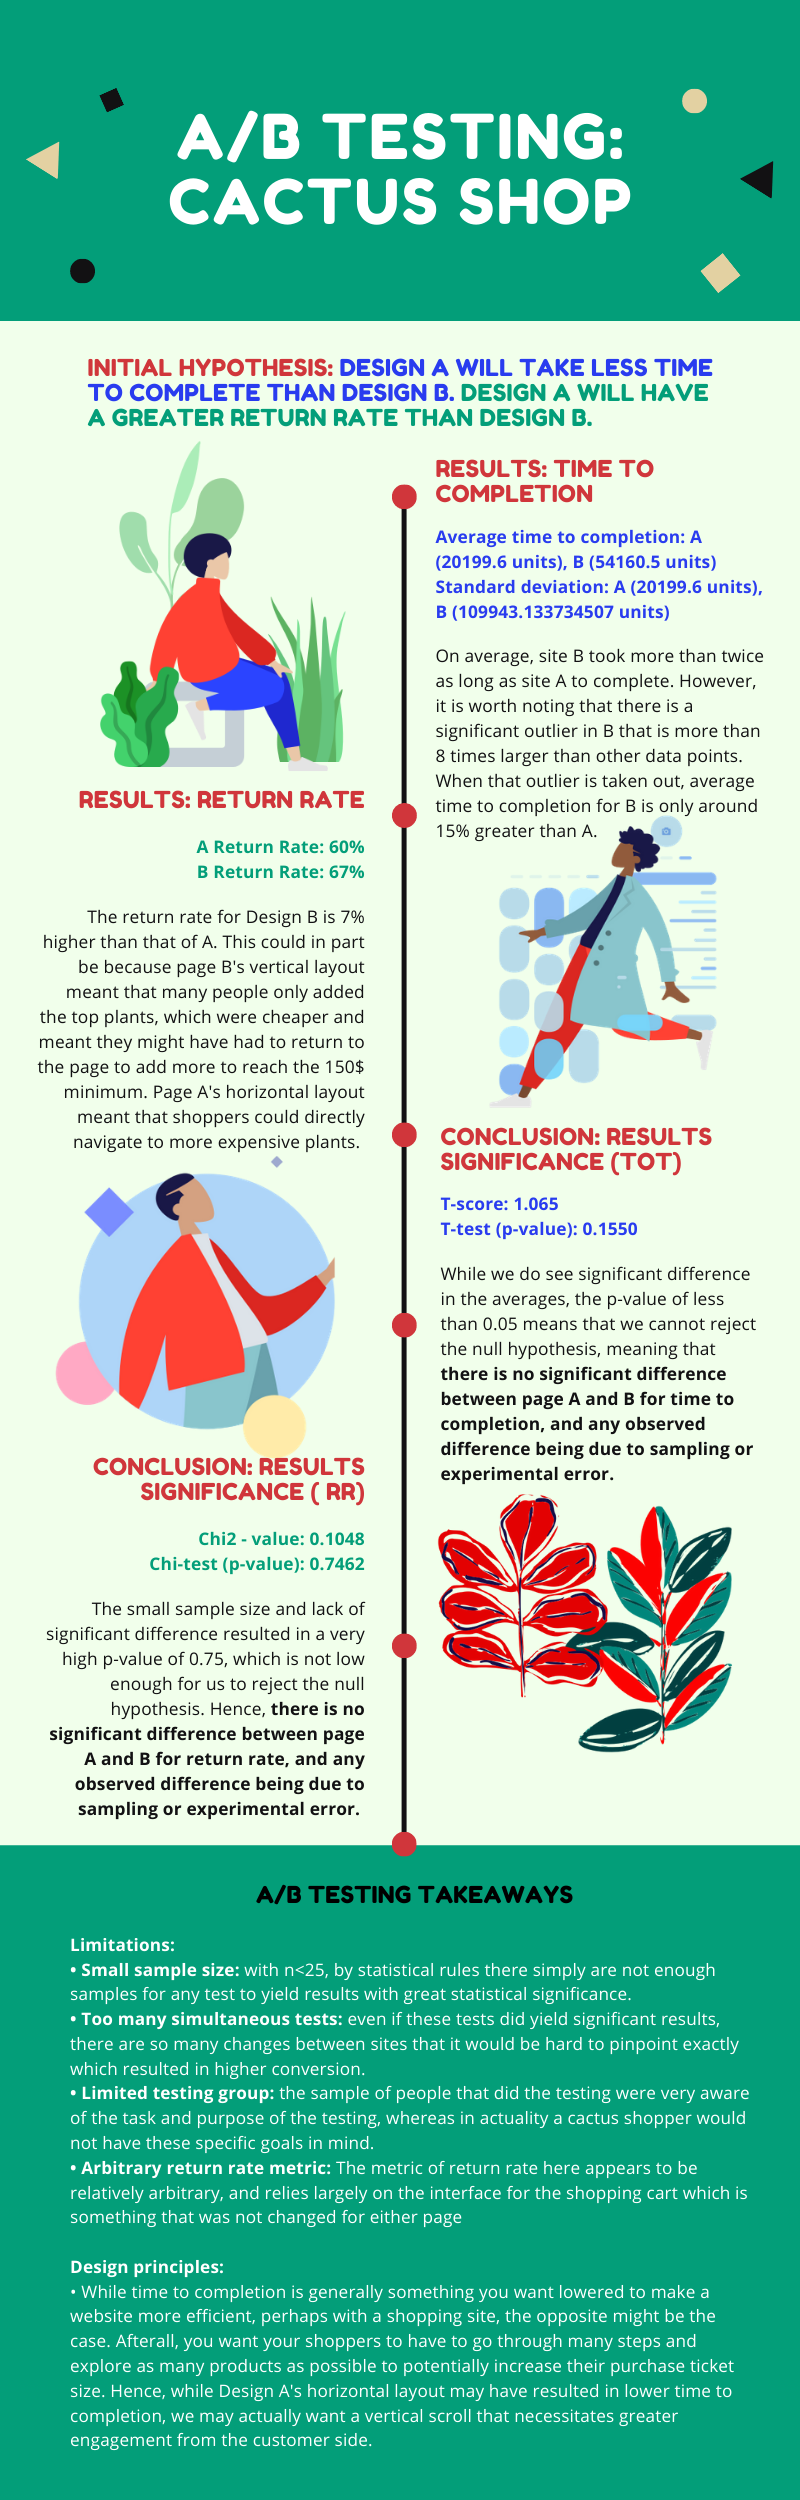 A/B TESTING:
CACTUS SHOP
INITIAL HYPOTHESIS: DESIGN A WILL TAKE LESS TIME
TO COMPLETE THAN DESIGN B. DESIGN A WILL HAVE
A GREATER RETURN RATE THAN DESIGN B.
RESULTS: TIME TO
COMPLETION
Average time to completion: A
(20199.6 units), B (54160.5 units)
Standard deviation: A (20199.6 units),
B (109943.133734507 units)
On average, site B took more than twice
as long as site A to complete. However,
it is worth noting that there is a
significant outlier in B that is more than
8 times larger than other data points.
When that outlier is taken out, average
time to completion for B is only around
15% greater than A.
RESULTS: RETURN RATE
A Return Rate: 60%
B Return Rate: 67%
The return rate for Design B is 7%
higher than that of A. This could in part
be because page B's vertical layout
meant that many people only added
the top plants, which were cheaper and
meant they might have had to return to
the page to add more to reach the 150$
minimum. Page A's horizontal layout
meant that shoppers could directly
navigate to more expensive plants.
CONCLUSION: RESULTS
SIGNIFICANCE (TOT)
T-score: 1.065
T-test (p-value): 0.1550
While we do see significant difference
in the averages, the p-value of less
than 0.05 means that we cannot reject
the null hypothesis, meaning that
there is no significant difference
between page A and B for time to
completion, and any observed
difference being due to sampling or
experimental error.
CONCLUSION: RESULTS
SIGNIFICANCE ( RR)
Chi2 - value: 0.1048
Chi-test (p-value): 0.7462
The small sample size and lack of
significant difference resulted in a very
high p-value of 0.75, which is not low
enough for us to reject the null
hypothesis. Hence, there is no
significant difference between page
A and B for return rate, and any
observed difference being due to
sampling or experimental error.
A/B TESTING TAKEAWAYS
Limitations:
• Small sample size: with n<25, by statistical rules there simply are not enough
samples for any test to yield results with great statistical significance.
• Too many simultaneous tests: even if these tests did yield significant results,
there are so many changes between sites that it would be hard to pinpoint exactly
which resulted in higher conversion.
• Limited testing group: the sample of people that did the testing were very aware
of the task and purpose of the testing, whereas in actuality a cactus shopper would
not have these specific goals in mind.
• Arbitrary return rate metric: The metric of return rate here appears to be
relatively arbitrary, and relies largely on the interface for the shopping cart which is
something that was not changed for either page
Design principles:
• While time to completion is generally something you want lowered to make a
website more efficient, perhaps with a shopping site, the opposite might be the
case. Afterall, you want your shoppers to have to go through many steps and
explore as many products as possible to potentially increase their purchase ticket
size. Hence, while Design A's horizontal layout may have resulted in lower time to
completion, we may actually want a vertical scroll that necessitates greater
engagement from the customer side.